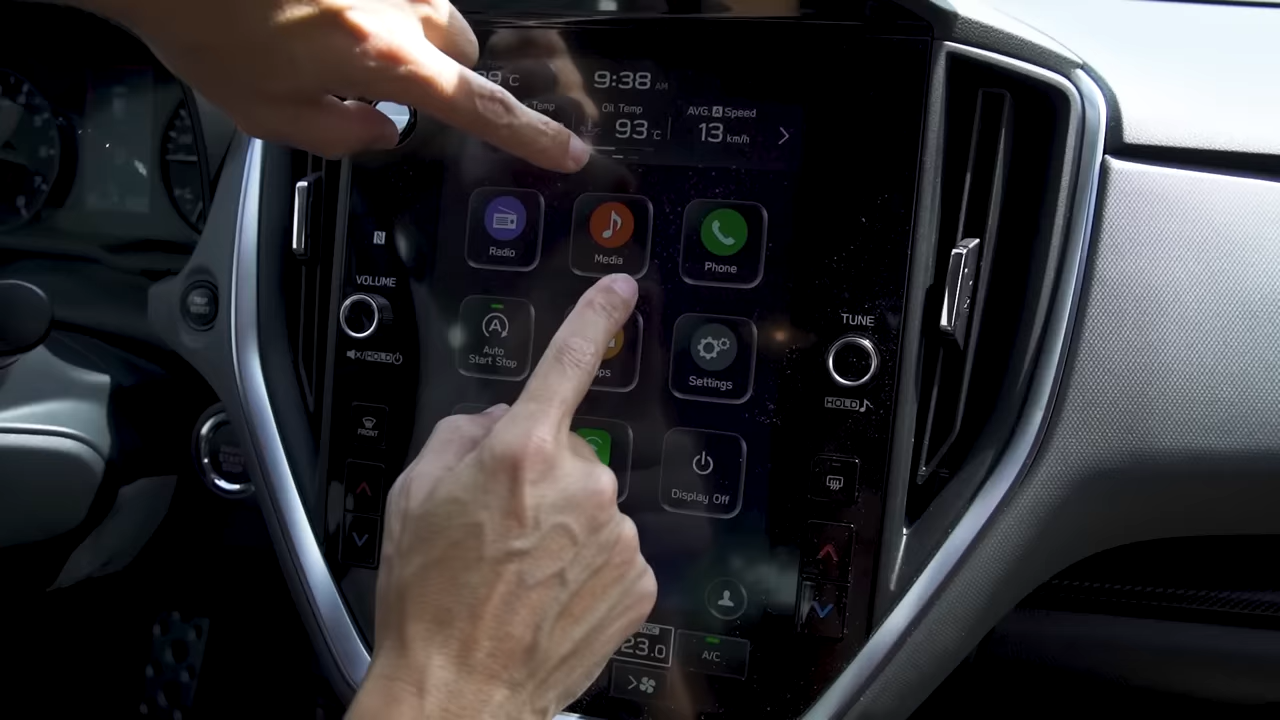 9:38 AM
°C
Temp
Oil Temp
93°C
AVG. A Speed
13 km/h
Radio
Media
Phone
N
VOLUME
HOLD
Auto
Start Stop
Settings
TUNE
HOLD
FRONT
Display Off
23.0
A/C